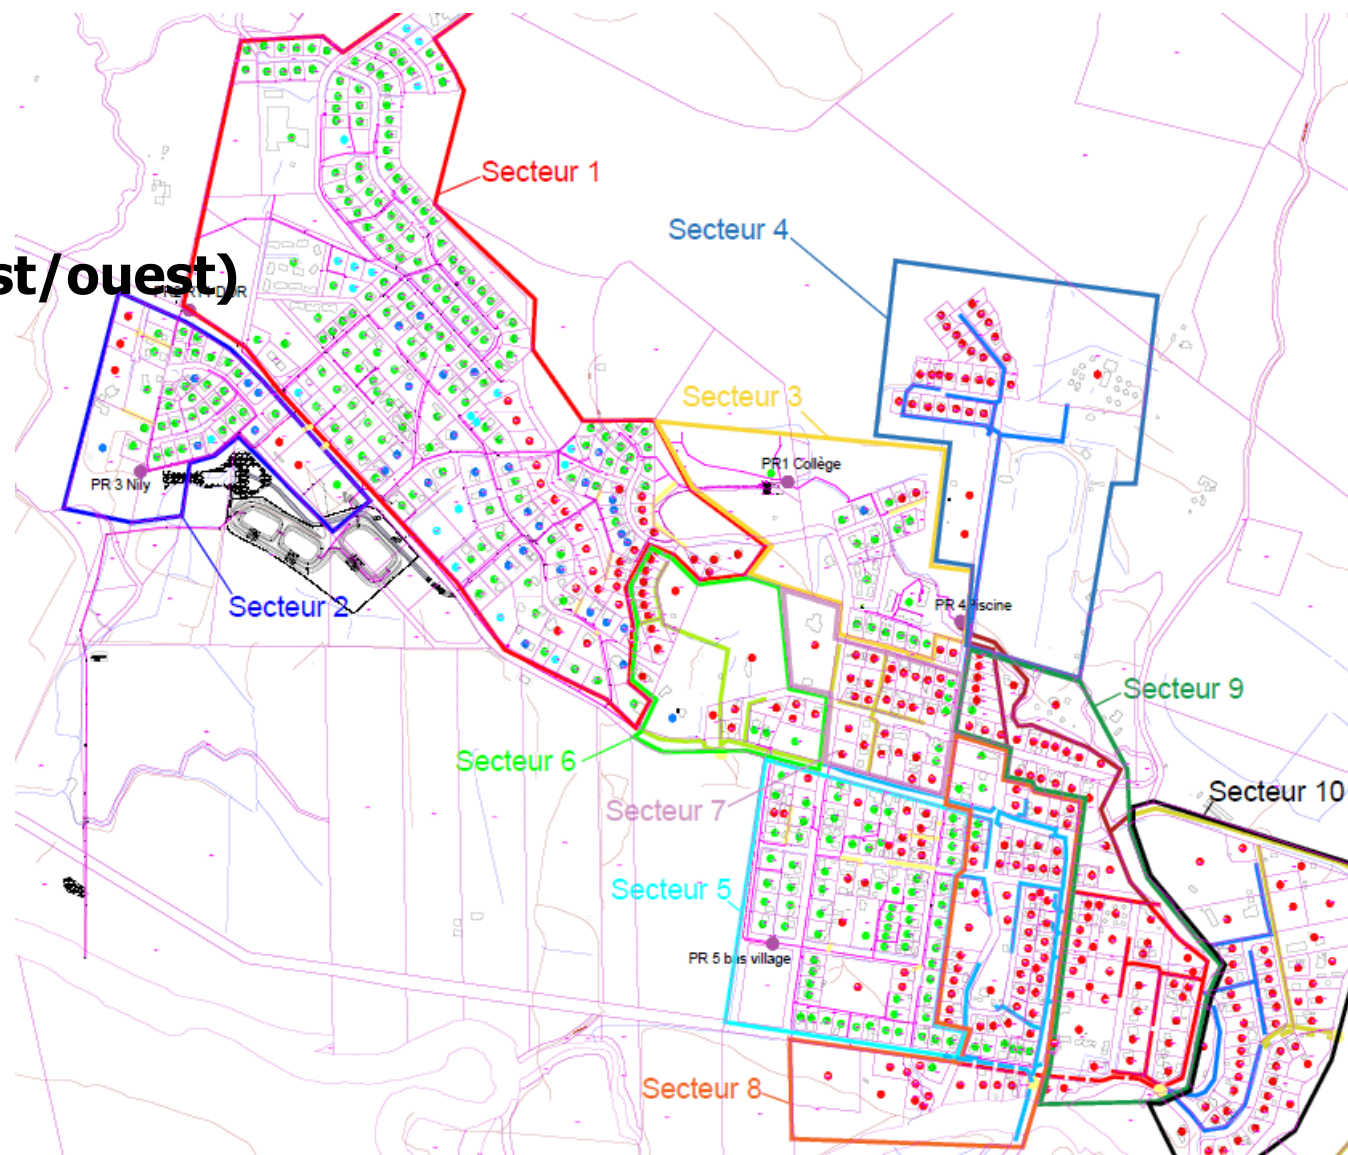 Secteur 1
Secteur 4
st/ouest)
Secteur 3
PR1 Collège
PR 3 Nily
Secteur 2
PR 4 Piscine
Secteur 9
Secteur 6
Secteur 10
Secteur 7
Secteur 5
PR 5 bas village
Secteur 8